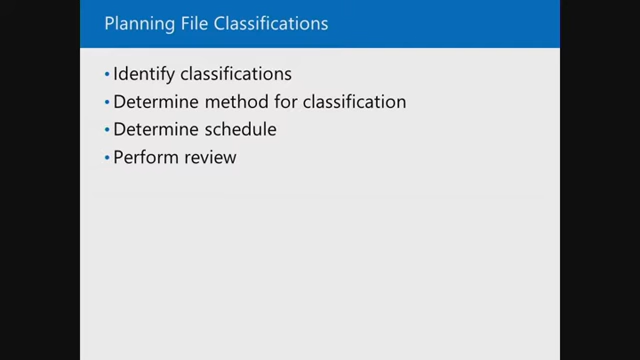 Planning File Classifications
• Identify classifications
• Determine method for classification
• Determine schedule
• Perform review